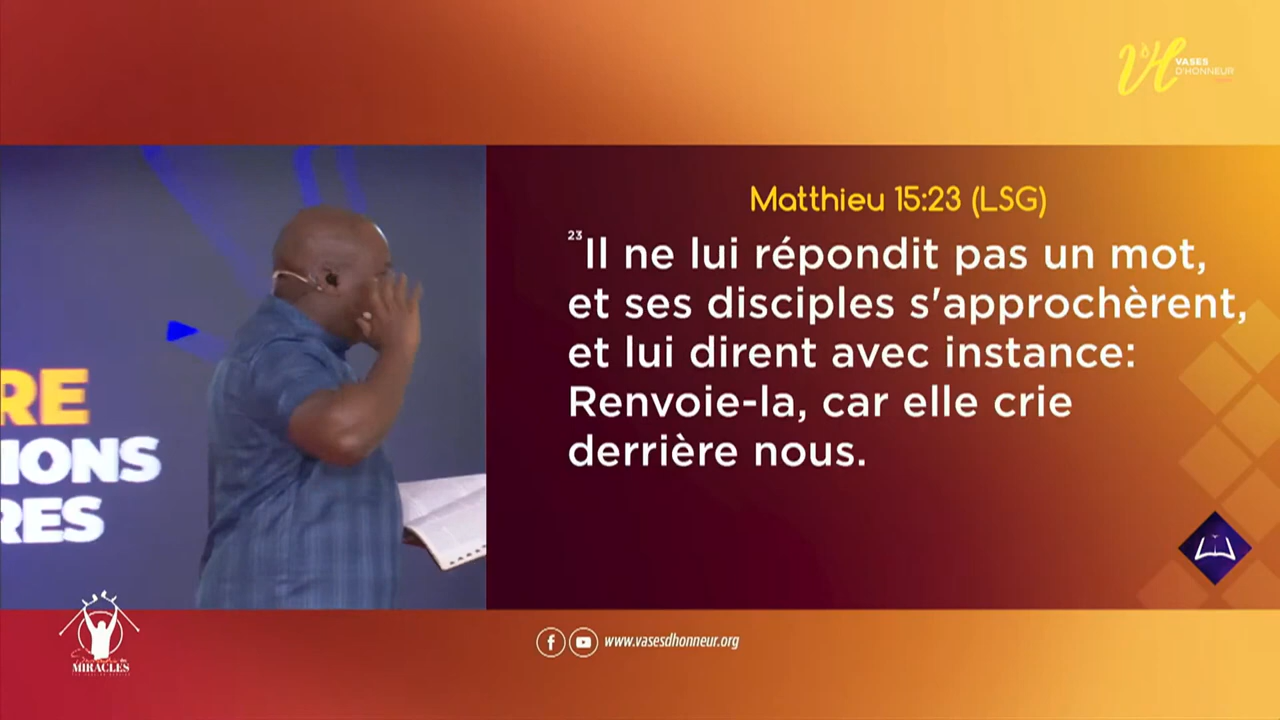 VASES
D'HONNEUR
Matthieu 15:23 (LSG)
23 Il ne lui répondit pas un mot,
et ses disciples s'approchèrent,
et lui dirent avec instance:
Renvoie-la, car elle crie
derrière nous.
RE
IONS
RES
MIRACLES
www.vasesdhonneur.org